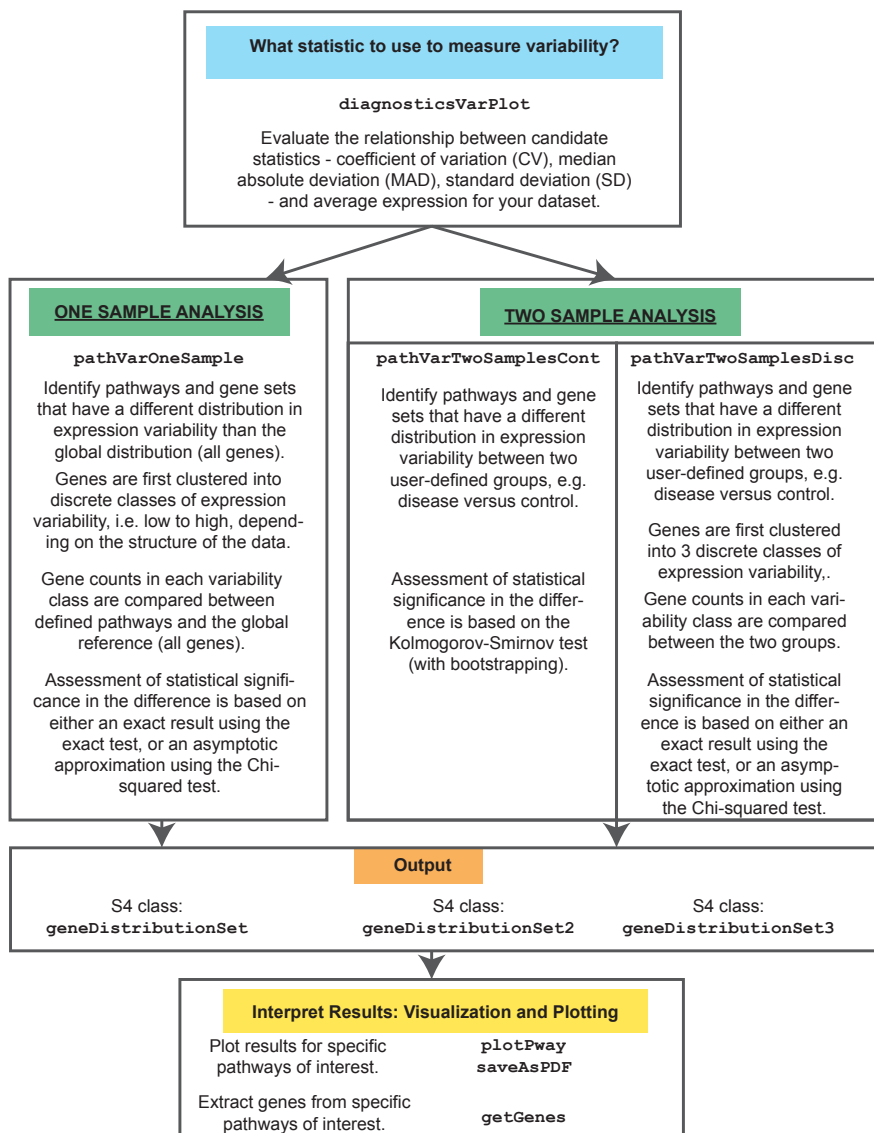 What statistic to use to measure variability?
diagnosticsVarPlot
Evaluate the relationship between candidate
statistics - coefficient of variation (CV), median
absolute deviation (MAD), standard deviation (SD)
- and average expression for your dataset.
ONE SAMPLE ANALYSIS
pathVarOneSample
Identify pathways and gene sets
that have a different distribution in
expression variability than the
global distribution (all genes).
Genes are first clustered into
discrete classes of expression
variability, i.e. low to high, depend-
ing on the structure of the data.
Gene counts in each variability
class are compared between
defined pathways and the global
reference (all genes).
Assessment of statistical signifi-
cance in the difference is based on
either an exact result using the
exact test, or an asymptotic
approximation using the Chi-
squared test.
TWO SAMPLE ANALYSIS
pathVarTwoSamplesCont
Identify pathways and gene
sets that have a different
distribution in expression
variability between two
user-defined groups, e.g.
disease versus control.
Assessment of statistical
significance in the differ-
ence is based on the
Kolmogorov-Smirnov test
(with bootstrapping).
pathVarTwoSamplesDisc
Identify pathways and gene
sets that have a different
distribution in expression
variability between two
user-defined groups, e.g.
disease versus control.
Genes are first clustered
into 3 discrete classes of
expression variability,.
Gene counts in each vari-
ability class are compared
between the two groups.
Assessment of statistical
significance in the differ-
ence is based on either an
exact result using the
exact test, or an asymp-
totic approximation using
the Chi-squared test.
Output
S4 class:
geneDistributionSet
S4 class:
geneDistributionSet2
S4 class:
geneDistributionSet3
Interpret Results: Visualization and Plotting
Plot results for specific
pathways of interest.
plotPway
saveAsPDF
Extract genes from specific
pathways of interest.
getGenes